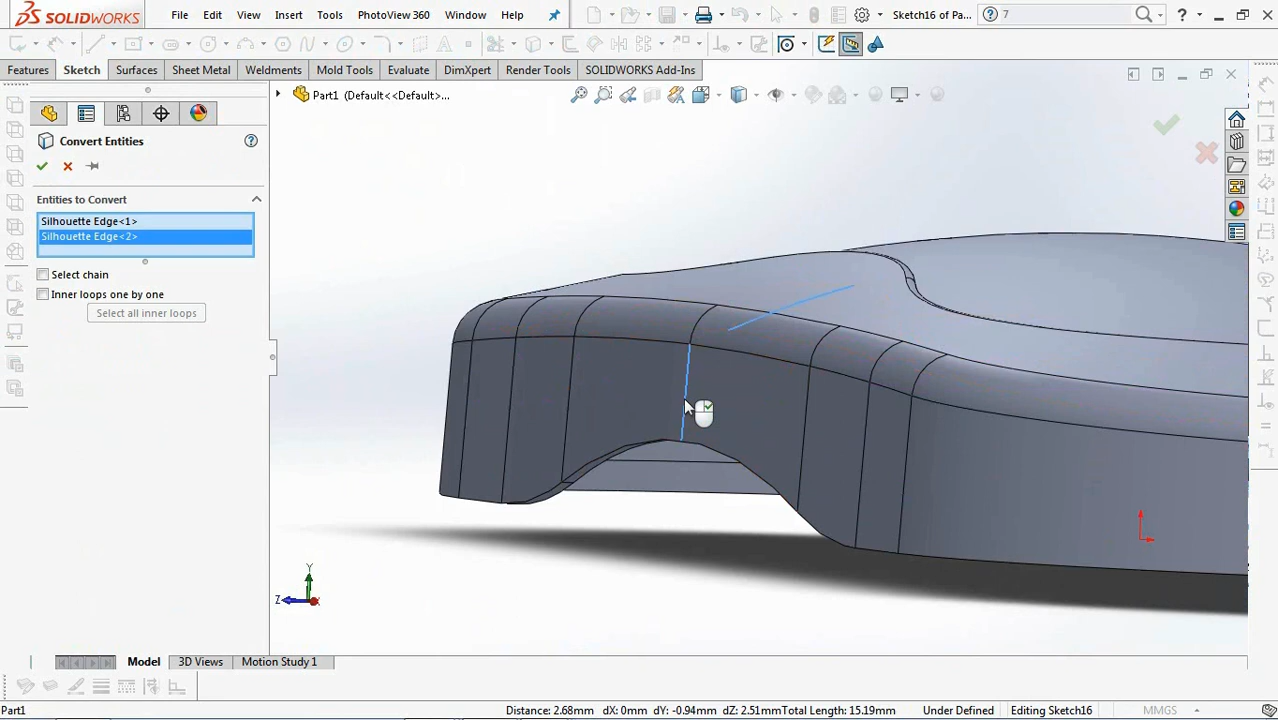 SOLIDWORKS File Edit View Insert Tools PhotoView 360 Window Help Sketch16 of Pa... 7
Features Sketch Surfaces Sheet Metal Weldments Mold Tools Evaluate DimXpert Render Tools SOLIDWORKS Add-Ins
Part1 (Default<<Default>...
Convert Entities
Entities to Convert
Silhouette Edge<1>
Silhouette Edge<2>
Select chain
Inner loops one by one
Select all inner loops
Y
Z
Model 3D Views Motion Study 1
Part1 Distance: 2.68mm dX: 0mm dY: -0.94mm dZ: 2.51mm Total Length: 15.19mm Under Defined Editing Sketch16 MMGS